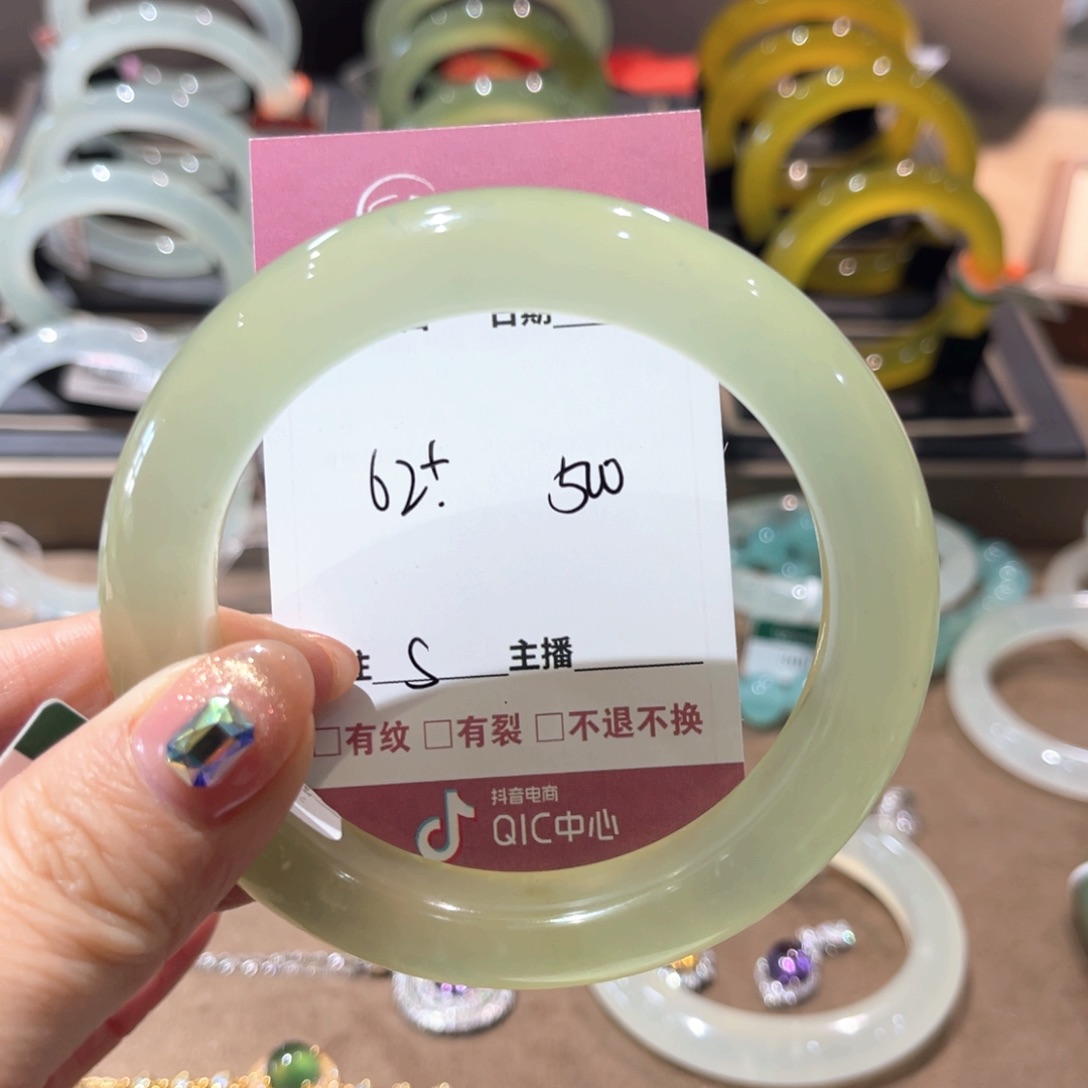 日期
62+. 500
S 主播
□有纹 □有裂 □不退不换
抖音电商
QIC中心